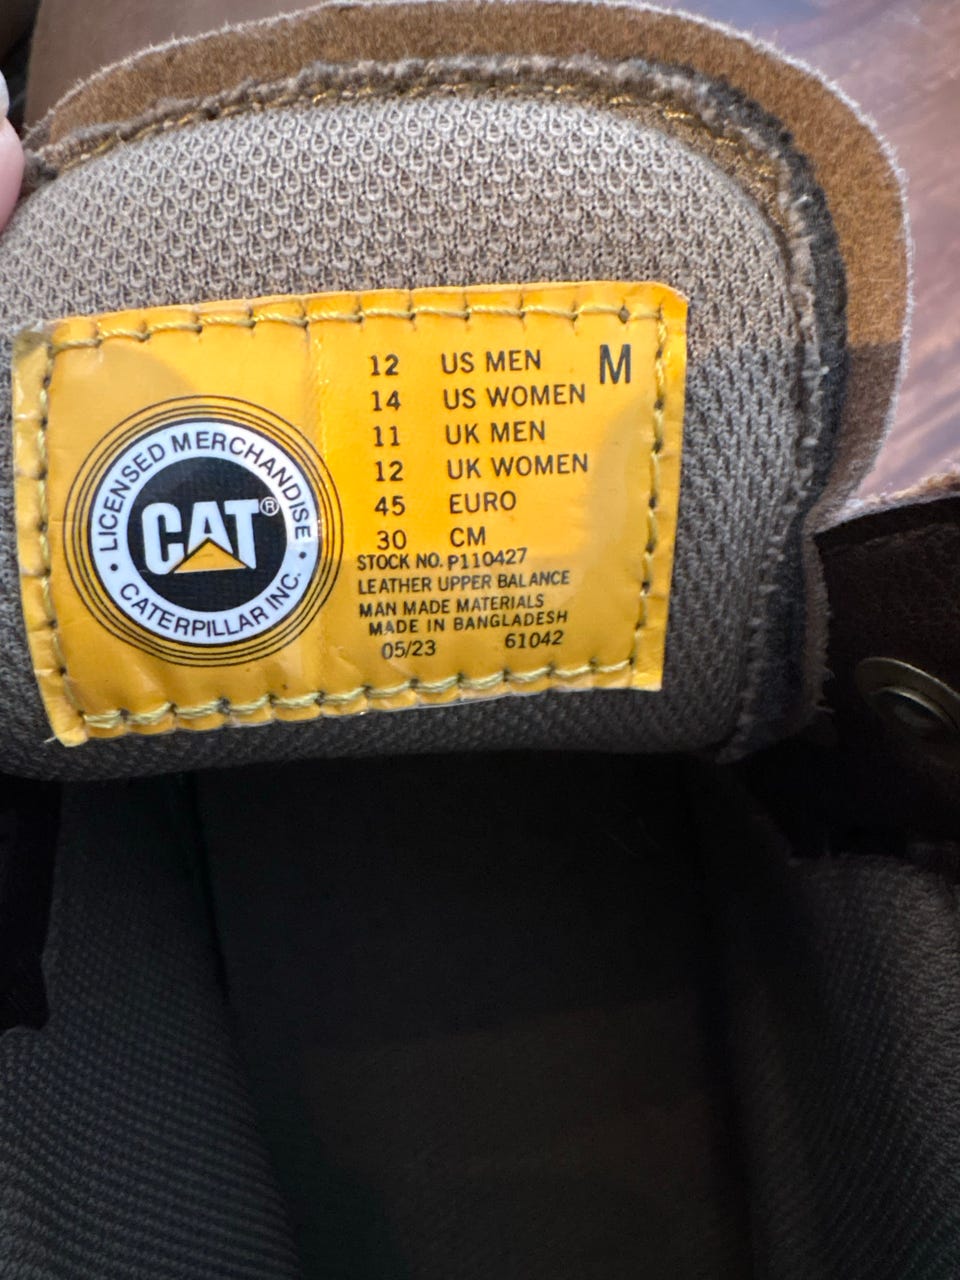 LICENSED MERCHANDISE
CAT®
CATERPILLAR INC.
12 US MEN M
14 US WOMEN
11 UK MEN
12 UK WOMEN
45 EURO
30 CM
STOCK NO. P110427
LEATHER UPPER BALANCE
MAN MADE MATERIALS
MADE IN BANGLADESH
05/23 61042